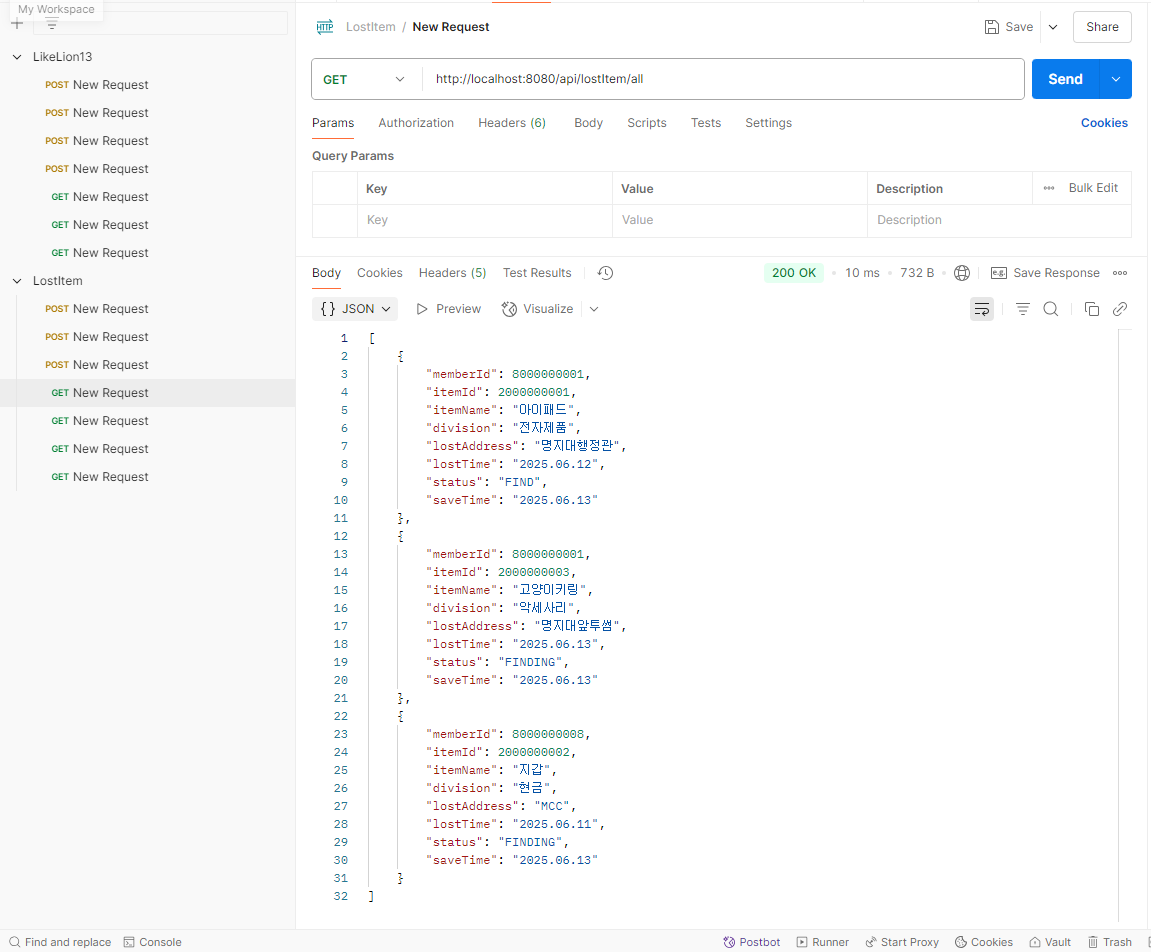 My Workspace
LostItem / New Request
Save
Share
LikeLion13
POST New Request
POST New Request
POST New Request
POST New Request
GET New Request
GET New Request
GET New Request
LostItem
POST New Request
POST New Request
POST New Request
GET New Request
GET New Request
GET New Request
GET New Request
GET
http://localhost:8080/api/lostItem/all
Send
Params Authorization Headers (6) Body Scripts Tests Settings Cookies
Query Params
Key Value Description Bulk Edit
Key Value Description
Body Cookies Headers (5) Test Results 200 OK 10 ms 732 B e.g. Save Response
{} JSON Preview Visualize
1 [
2 {
3 "memberId": 8000000001,
4 "itemId": 2000000001,
5 "itemName": "아이패드",
6 "division": "전자제품",
7 "lostAddress": "명지대행정관",
8 "lostTime": "2025.06.12",
9 "status": "FIND",
10 "saveTime": "2025.06.13"
11 },
12 {
13 "memberId": 8000000001,
14 "itemId": 2000000003,
15 "itemName": "고양이키링",
16 "division": "악세사리",
17 "lostAddress": "명지대앞투썸",
18 "lostTime": "2025.06.13",
19 "status": "FINDING",
20 "saveTime": "2025.06.13"
21 },
22 {
23 "memberId": 8000000008,
24 "itemId": 2000000002,
25 "itemName": "지갑",
26 "division": "현금",
27 "lostAddress": "MCC",
28 "lostTime": "2025.06.11",
29 "status": "FINDING",
30 "saveTime": "2025.06.13"
31 }
32 ]
Find and replace Console Postbot Runner Start Proxy Cookies Vault Trash